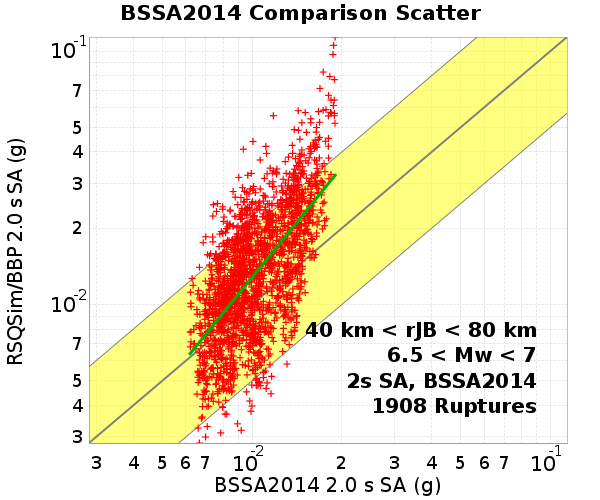 BSSA2014 Comparison Scatter
RSQSim/BBP 2.0 s SA (g)
10-1
7
5
4
3
2
10-2
7
5
4
3
40 km < rJB < 80 km
6.5 < Mw < 7
2s SA, BSSA2014
1908 Ruptures
3 4 5 6 7 10-2 2 3 4 5 6 7 10-1
BSSA2014 2.0 s SA (g)